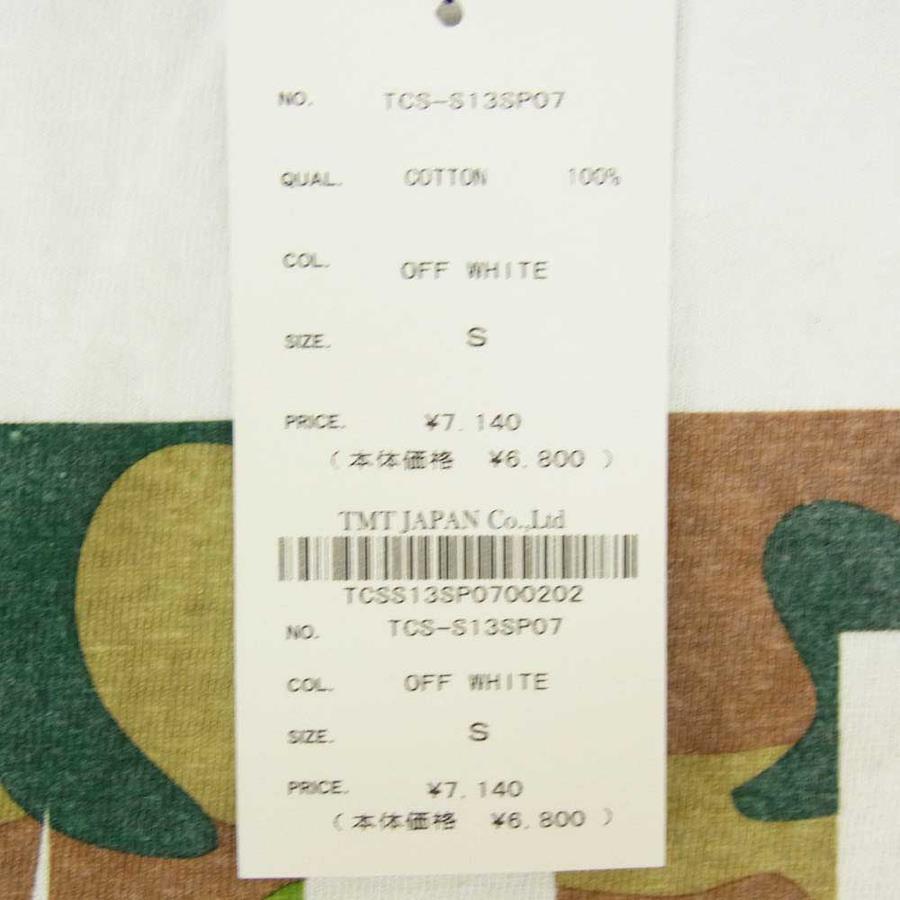 NO. TCS-S13SP07
QUAL. COTTON 100%
COL. OFF WHITE
SIZE. S
PRICE. ¥7.140
(本体価格 ¥6.800)
TMT JAPAN Co.,Ltd
TCSS13SP0700202
NO. TCS-S13SP07
COL. OFF WHITE
SIZE. S
PRICE. ¥7.140
(本体価格 ¥6.800)